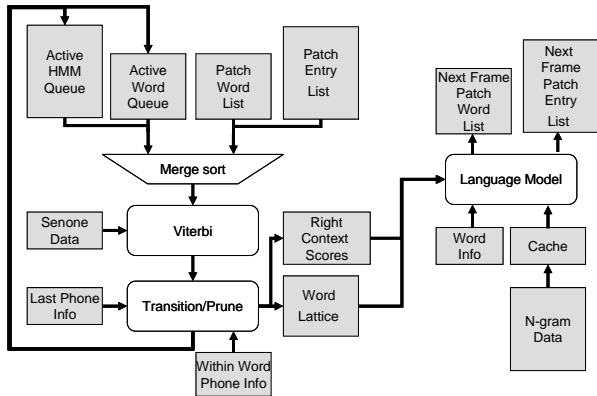 Active
HMM
Queue
Active
Word
Queue
Patch
Word
List
Patch
Entry
List
Next Frame
Patch
Word
List
Next
Frame
Patch
Entry
List
Merge sort
Language Model
Senone
Data
Viterbi
Right
Context
Scores
Word
Info
Cache
Last Phone
Info
Transition/Prune
Word
Lattice
N-gram
Data
Within Word
Phone Info